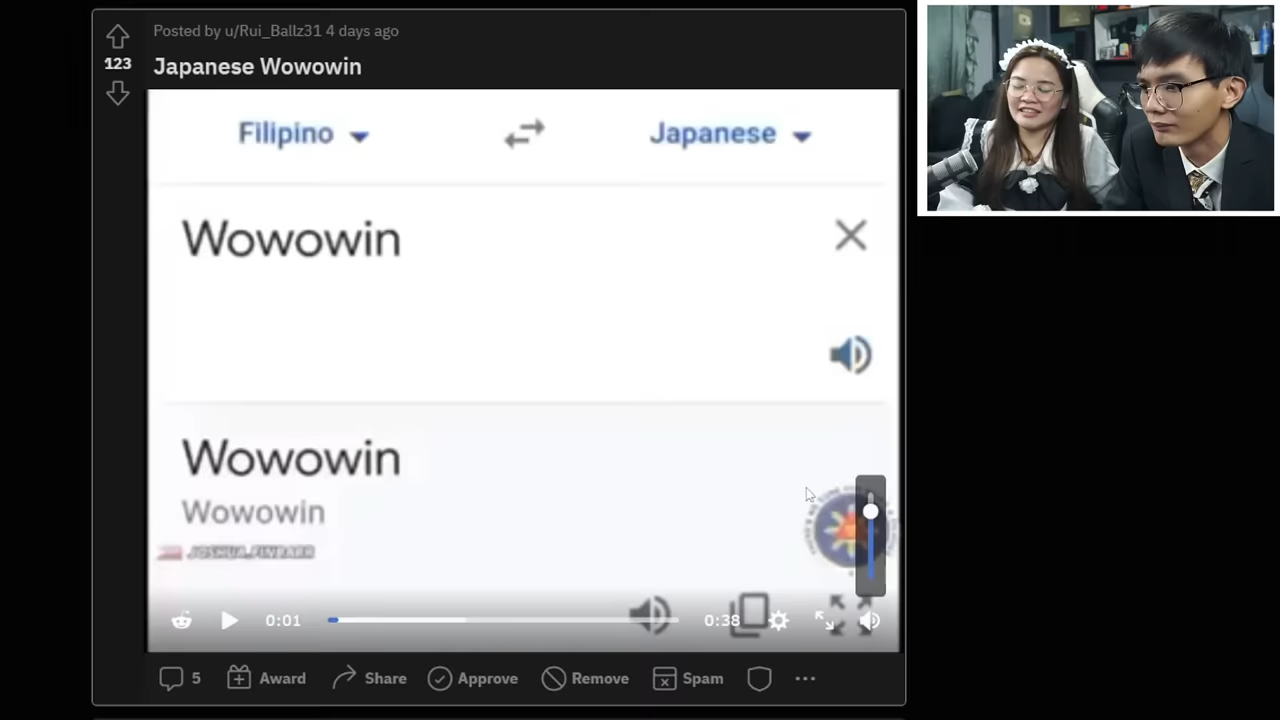 Posted by u/Rui_Ballz31 4 days ago
123
Japanese Wowowin
Filipino
Japanese
Wowowin
Wowowin
Wowowin
JOSHUA_FINBARR
0:01
0:38
5
Award
Share
Approve
Remove
Spam